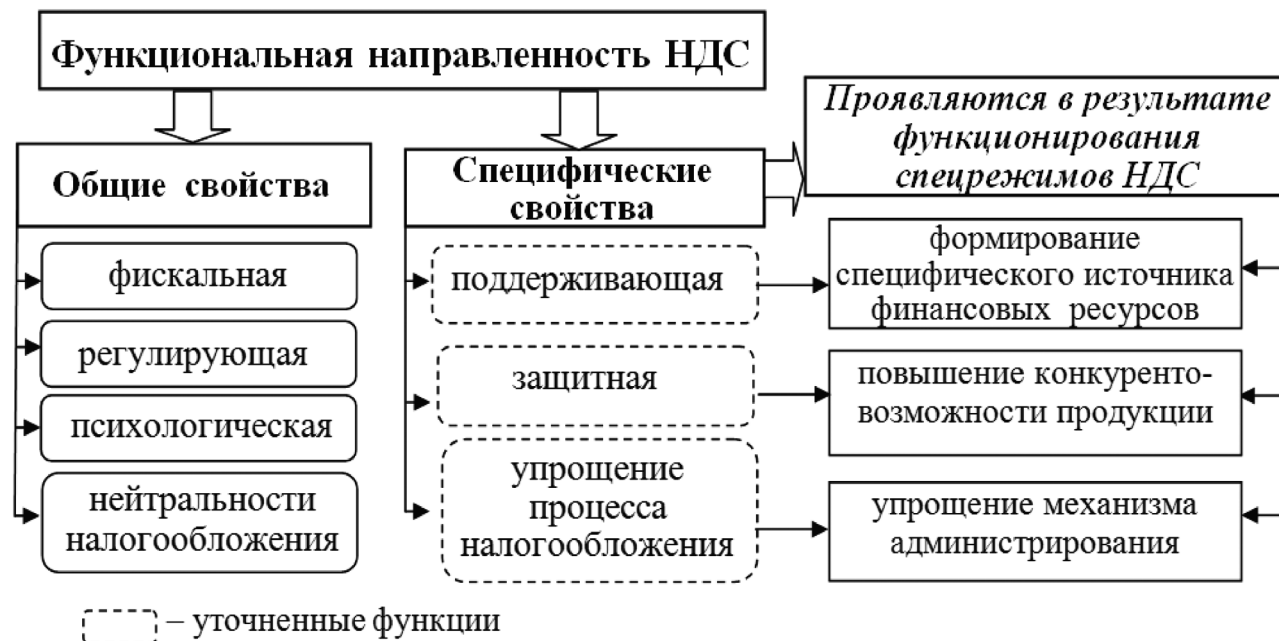 Функциональная направленность НДС
Проявляются в результате
функционирования
спецрежимов НДС
Общие свойства
Специфические
свойства
фискальная
регулирующая
психологическая
нейтральности
налогообложения
поддерживающая
защитная
упрощение
процесса
налогообложения
формирование
специфического источника
финансовых ресурсов
повышение конкуренто-
возможности продукции
упрощение механизма
администрирования
– уточненные функции